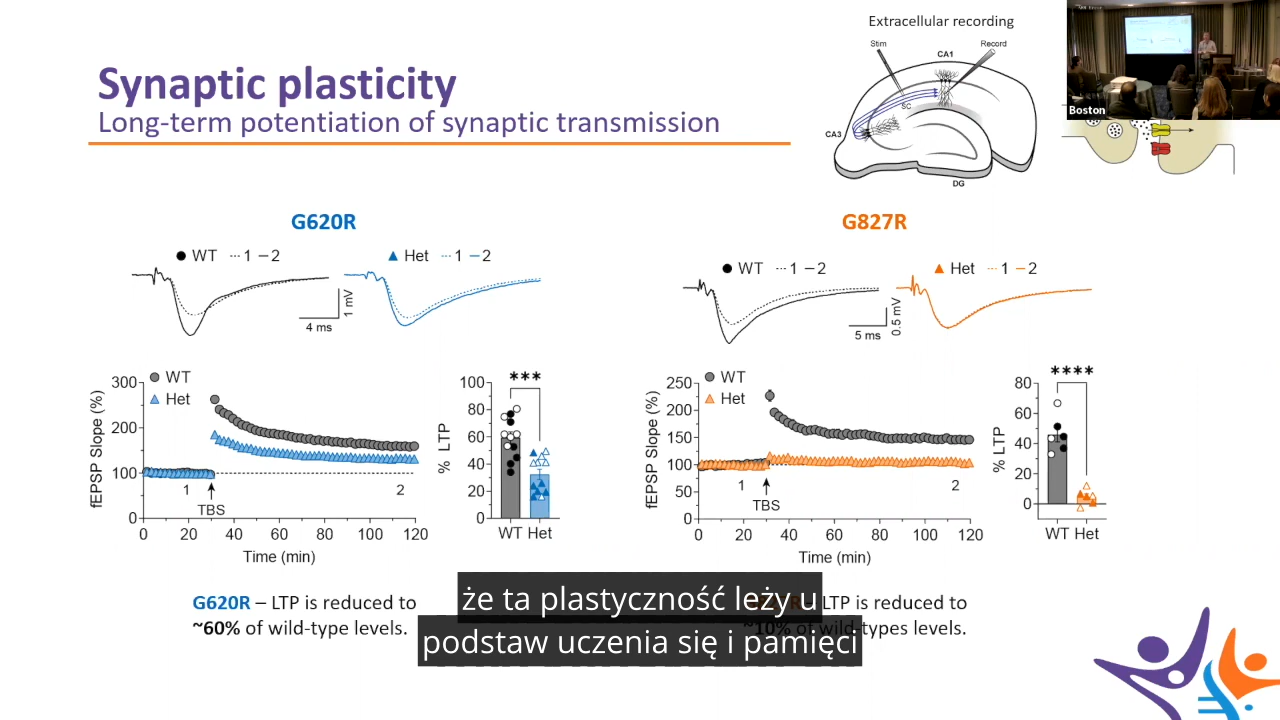 Extracellular recording
Stim
CA1
Record
SC
CA3
DG
Boston
Synaptic plasticity
Long-term potentiation of synaptic transmission
G620R
WT 1 2
Het 1 2
1 mV
4 ms
fEPSP Slope (%)
300
200
100
0
WT
Het
1
2
TBS
0 20 40 60 80 100 120
Time (min)
% LTP
100
80
60
40
20
0
***
WT Het
G827R
WT 1 2
Het 1 2
0.5 mV
5 ms
fEPSP Slope (%)
250
200
150
100
50
0
WT
Het
1
2
TBS
0 20 40 60 80 100 120
Time (min)
% LTP
80
60
40
20
0
****
WT Het
G620R – LTP is reduced to
~60% of wild-type levels.
LTP is reduced to
~10% of wild-types levels.
że ta plastyczność leży u
podstaw uczenia się i pamięci